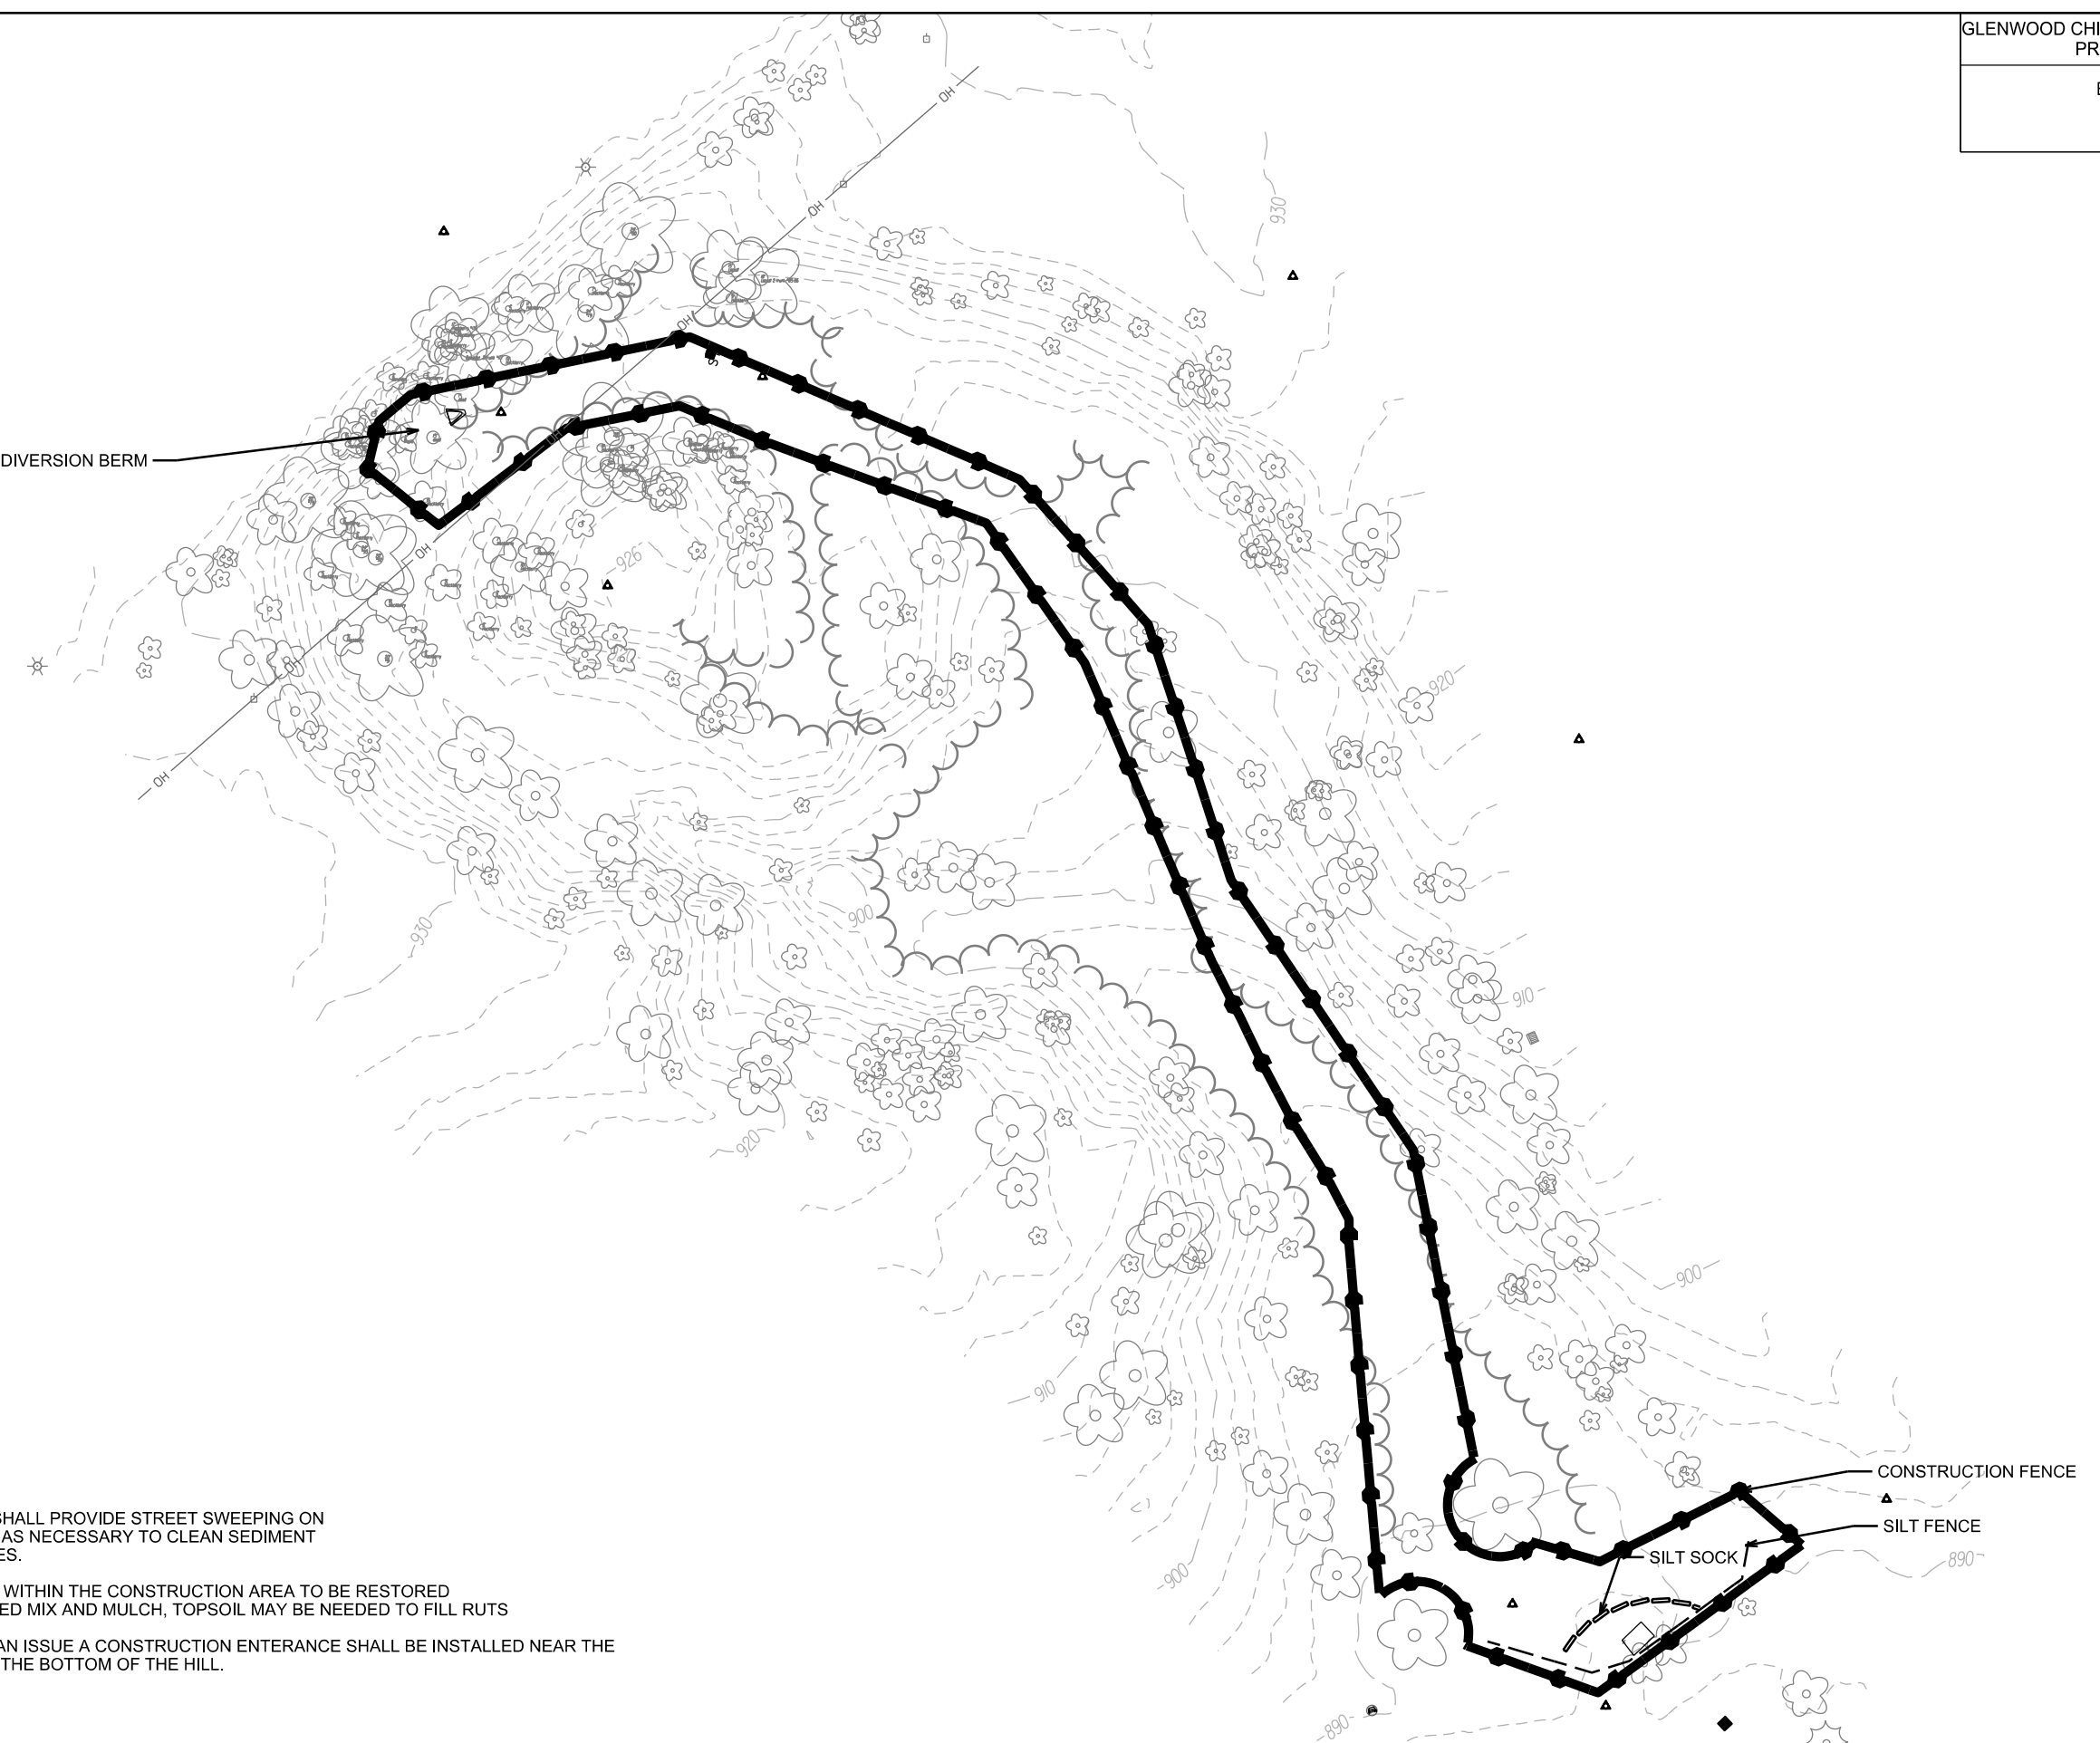 GLENWOOD CHI
PR
E
OH
OH
930
OH
DIVERSION BERM
OH
OH
926
OH
OH
920
930
900
910
920
900
910
CONSTRUCTION FENCE
SHALL PROVIDE STREET SWEEPING ON
AS NECESSARY TO CLEAN SEDIMENT
ES.
SILT FENCE
SILT SOCK
890
900
WITHIN THE CONSTRUCTION AREA TO BE RESTORED
ED MIX AND MULCH, TOPSOIL MAY BE NEEDED TO FILL RUTS
AN ISSUE A CONSTRUCTION ENTERANCE SHALL BE INSTALLED NEAR THE
THE BOTTOM OF THE HILL.
890